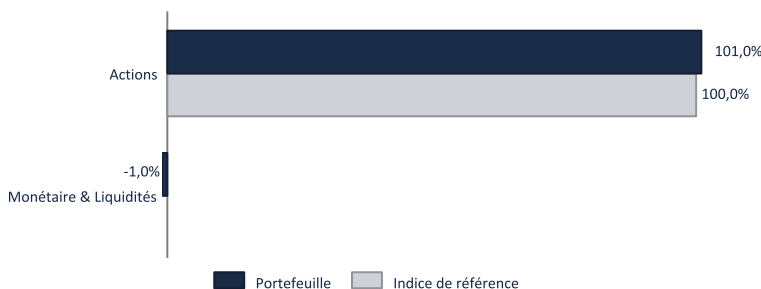 101,0%
Actions
100,0%
-1,0%
Monétaire & Liquidités
Portefeuille
Indice de référence